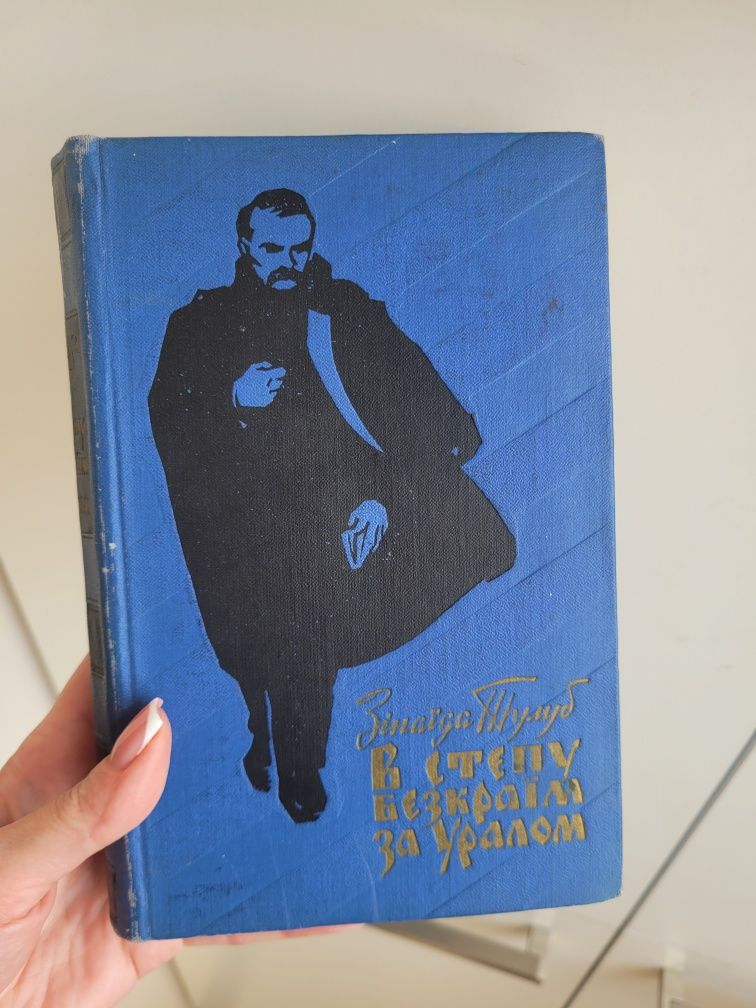 Зінаїда Тулуб
В степу
безкраїм
за Уралом